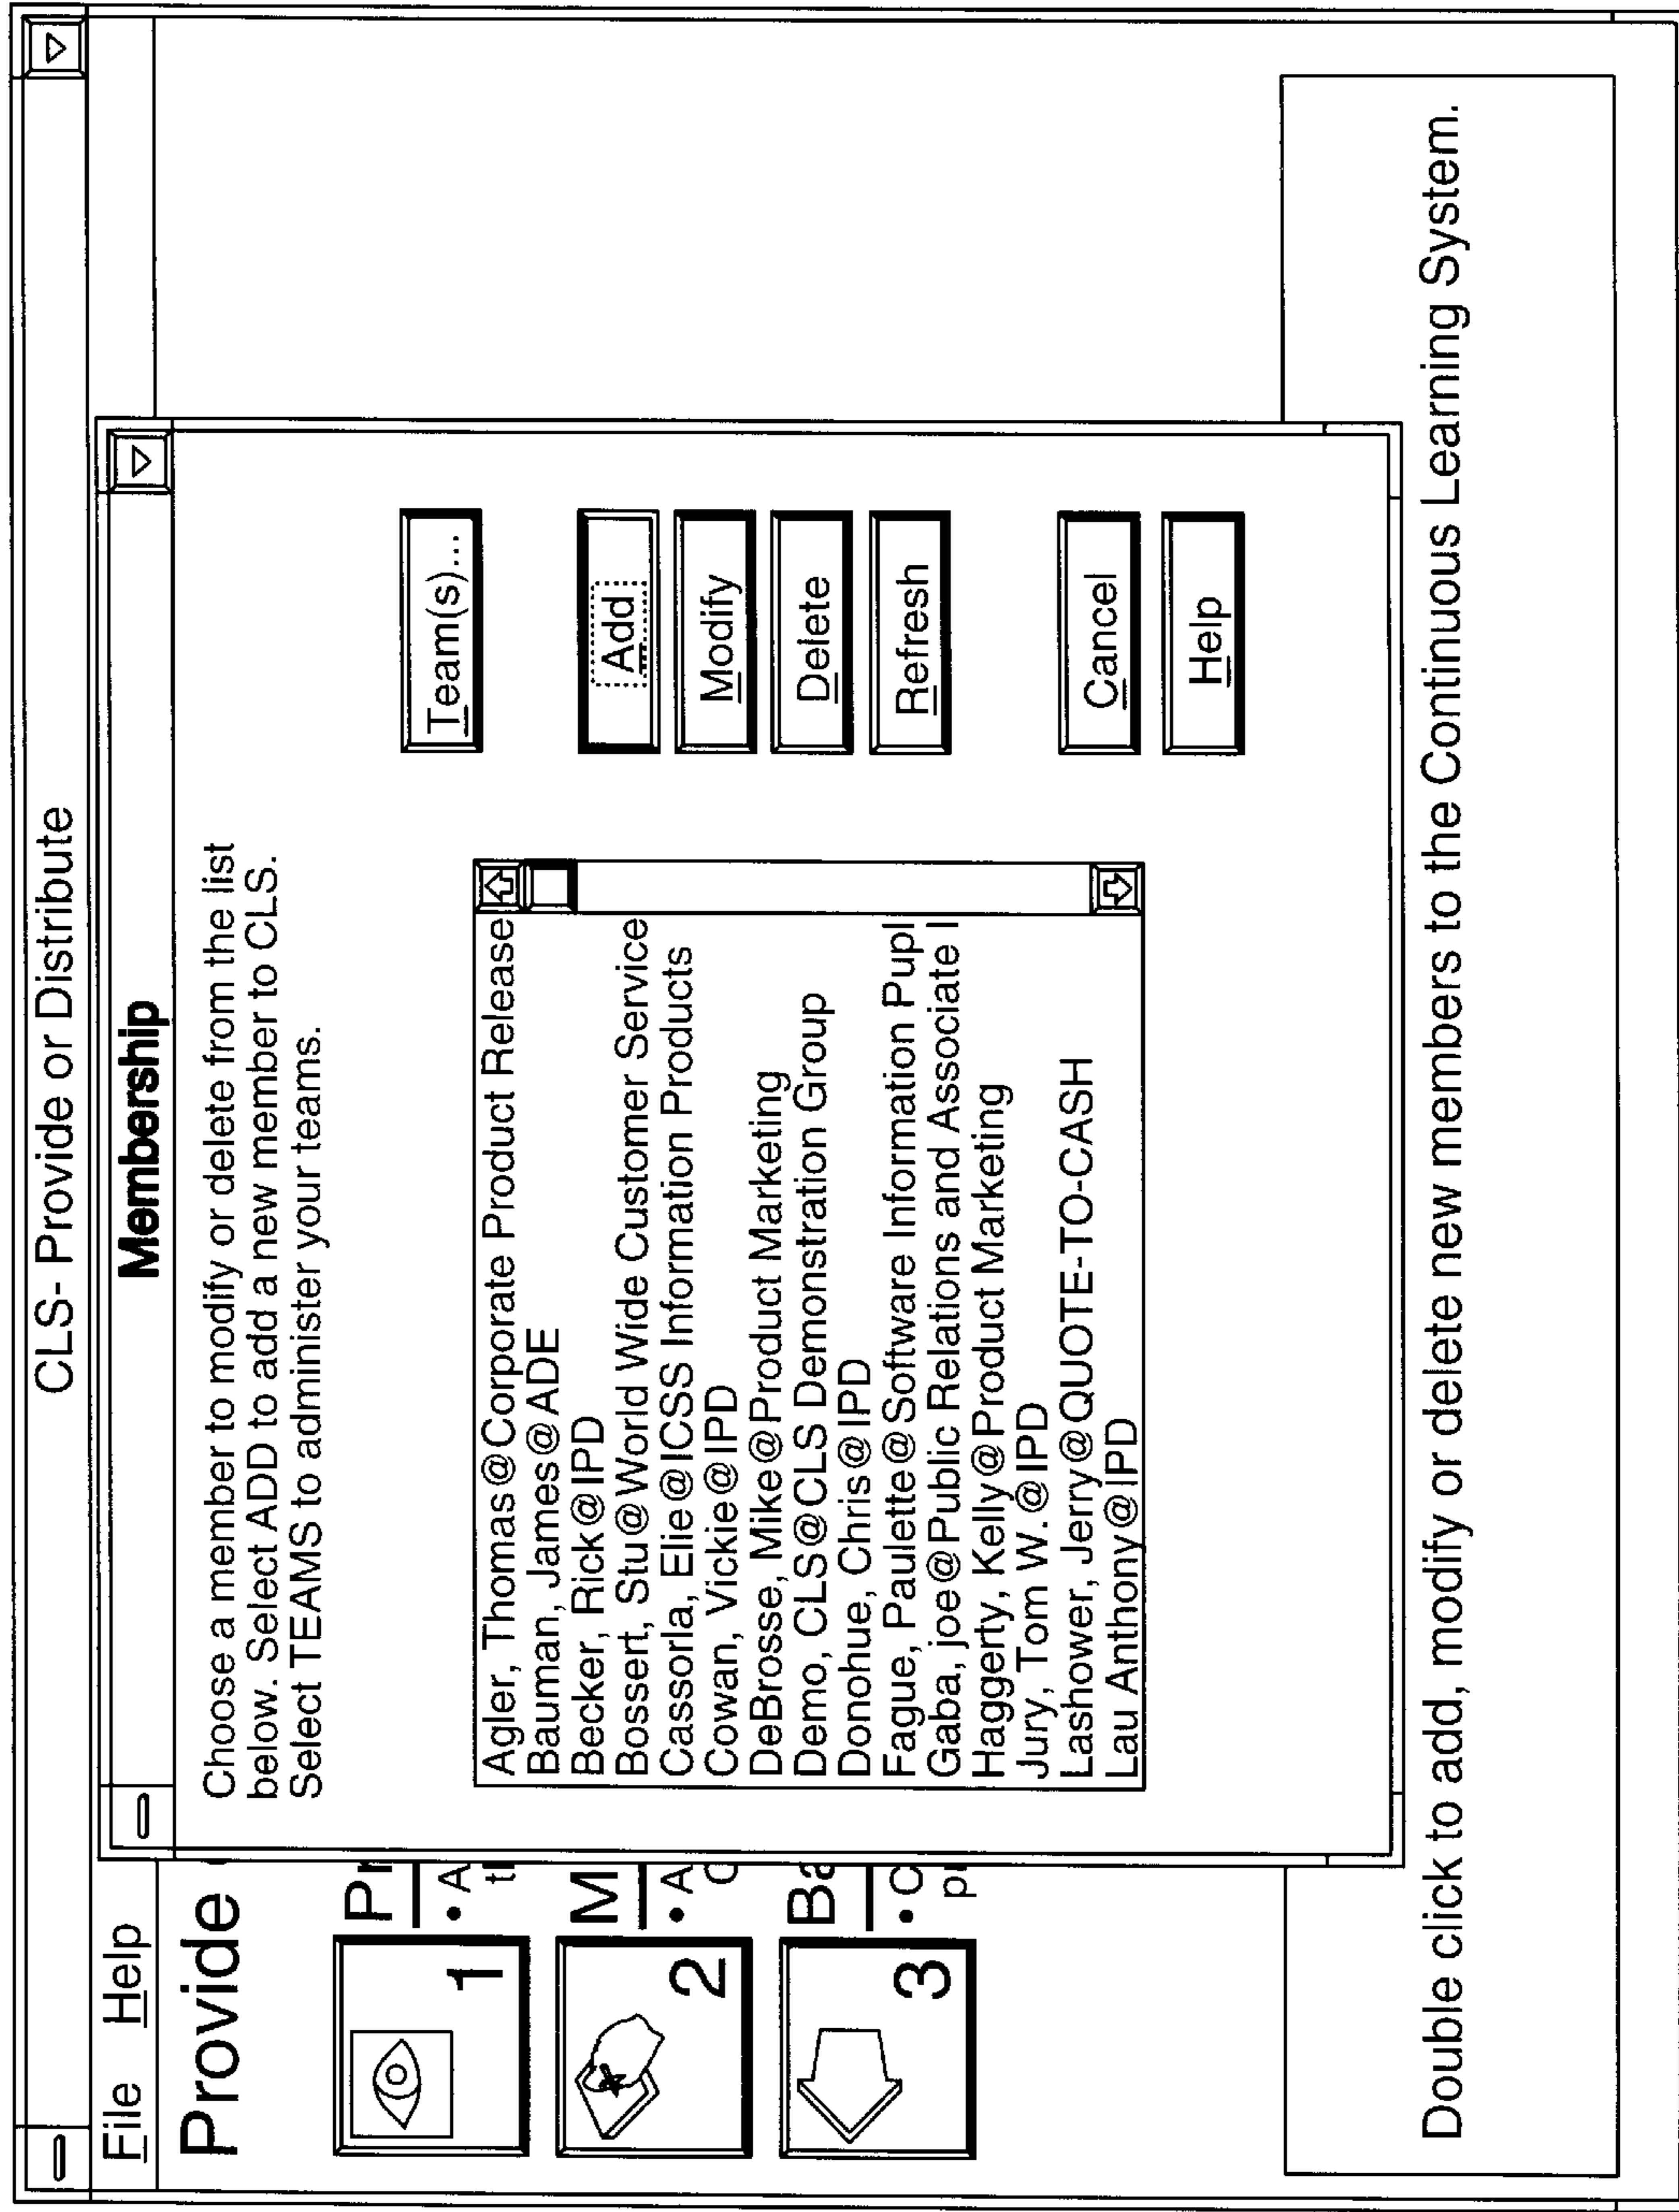 CLS- Provide or Distribute
File Help
Provide
Membership
Choose a member to modify or delete from the list
below. Select ADD to add a new member to CLS.
Select TEAMS to administer your teams.
Team(s)...
Agler, Thomas@Corporate Product Release
Bauman, James@ADE
Becker, Rick@IPD
Bossert, Stu@World Wide Customer Service
Cassorla, Elie@ICSS Information Products
Cowan, Vickie@IPD
DeBrosse, Mike@Product Marketing
Demo, CLS@CLS Demonstration Group
Donohue, Chris@IPD
Fague, Paulette@Software Information Pupl
Gaba, joe@Public Relations and Associate I
Haggerty, Kelly@Product Marketing
Jury, Tom W.@IPD
Lashower, Jerry@QUOTE-TO-CASH
Lau Anthony@IPD
Add
Modify
Delete
Refresh
Cancel
Help
1
2
M
• A
3
Ba
• C
Double click to add, modify or delete new members to the Continuous Learning System.